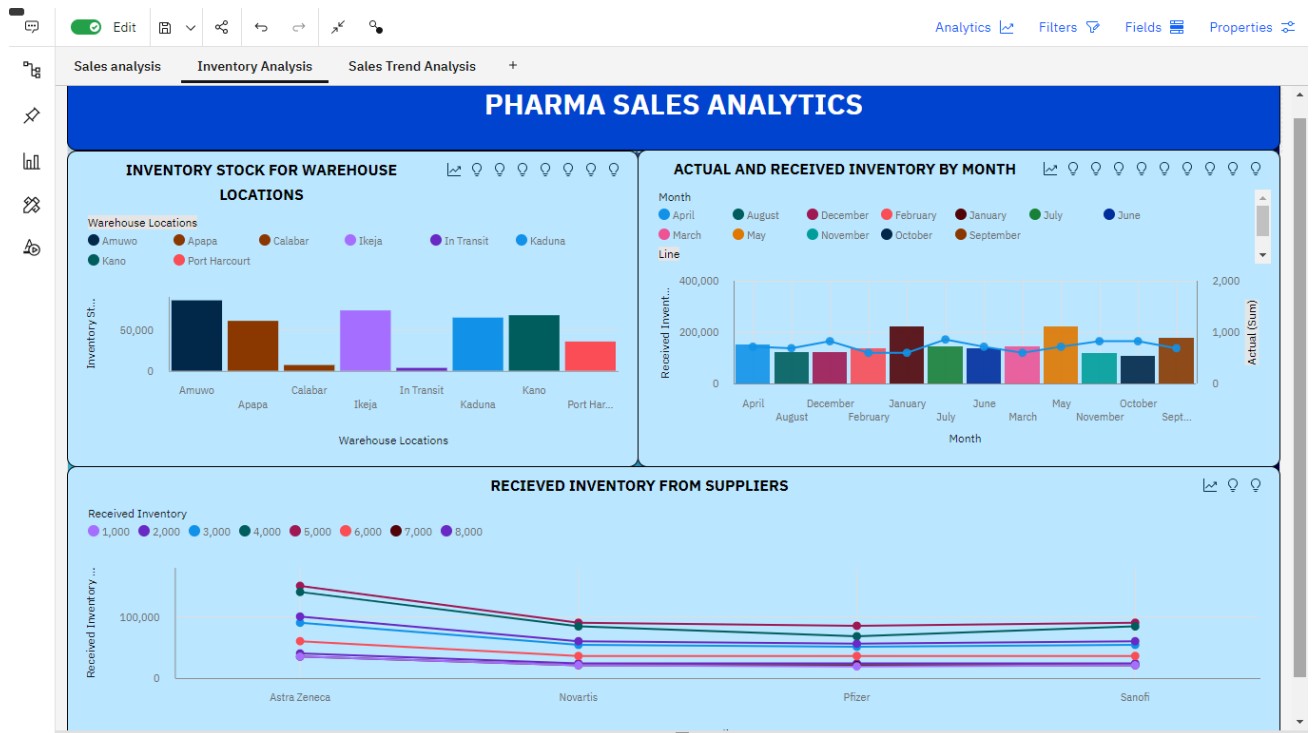 Edit
Analytics Filters Fields Properties
Sales analysis Inventory Analysis Sales Trend Analysis +
PHARMA SALES ANALYTICS
INVENTORY STOCK FOR WAREHOUSE
LOCATIONS
Warehouse Locations
Amuwo Apapa Calabar Ikeja In Transit Kaduna
Kano Port Harcourt
Inventory St...
50,000
0
Amuwo Calabar In Transit Kano
Apapa Ikeja Kaduna Port Har...
Warehouse Locations
ACTUAL AND RECEIVED INVENTORY BY MONTH
Month
April August December February January July June
March May November October September
Line
Received Invent...
400,000
200,000
0
2,000
1,000
0
Actual (Sum)
April December January June May October
August February July March November Sept...
Month
RECIEVED INVENTORY FROM SUPPLIERS
Received Inventory
1,000 2,000 3,000 4,000 5,000 6,000 7,000 8,000
Received Inventory ...
100,000
0
Astra Zeneca Novartis Pfizer Sanofi